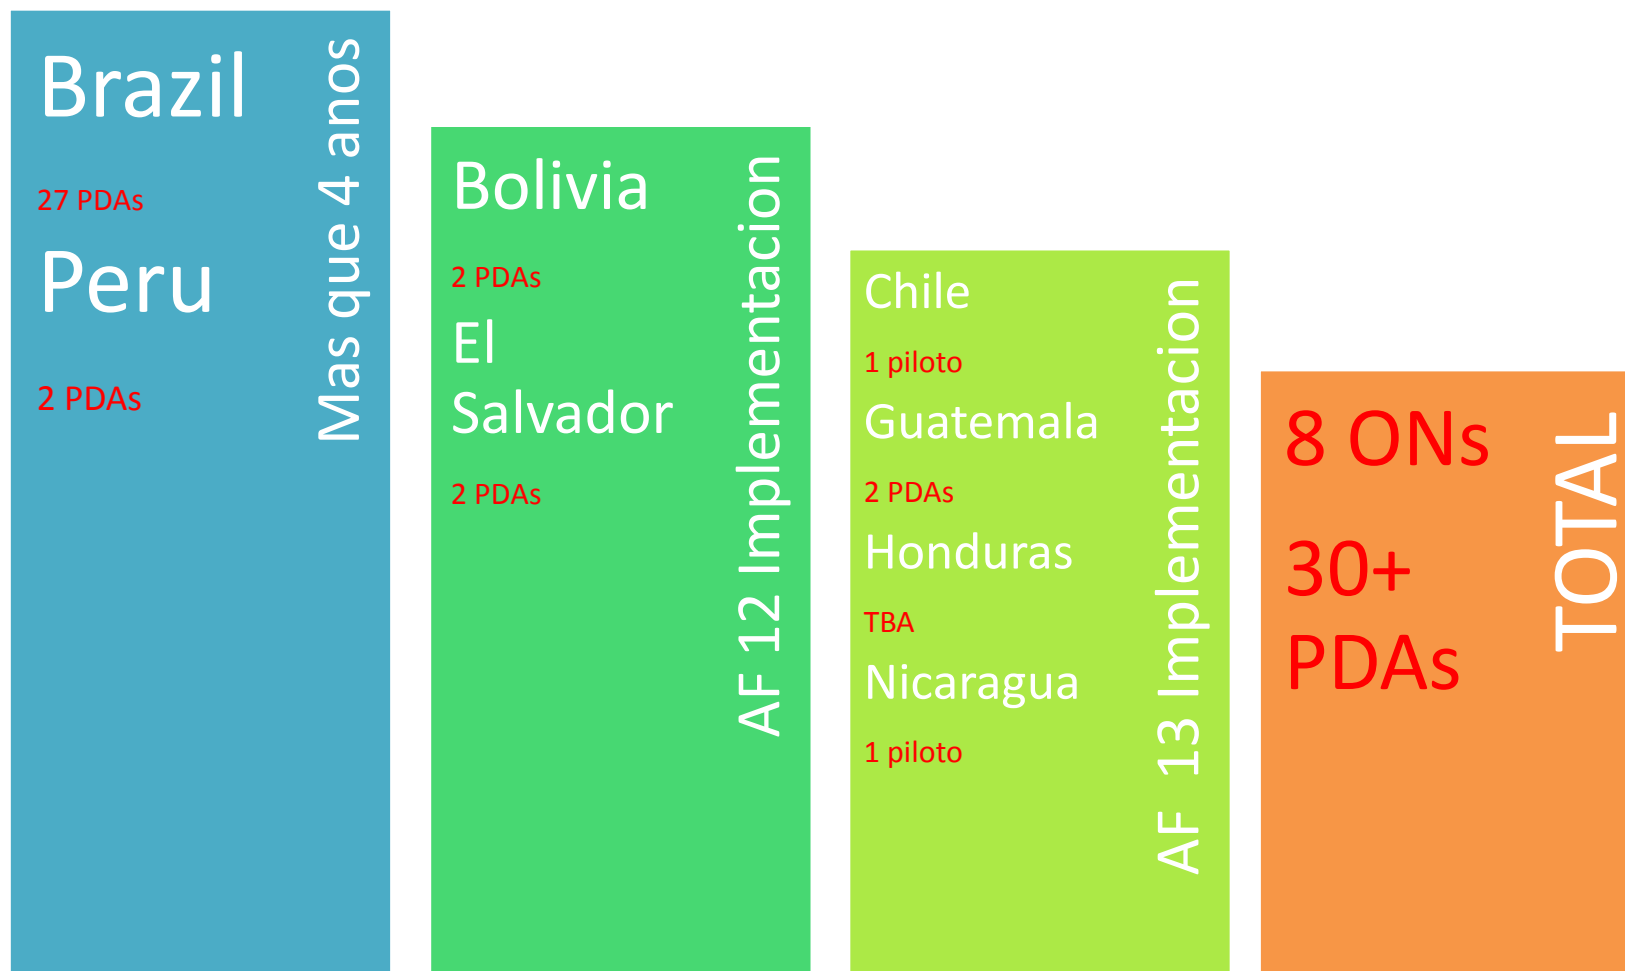 Brazil
27 PDAs
Peru
2 PDAs
Mas que 4 anos
Bolivia
2 PDAs
El
Salvador
2 PDAs
AF 12 Implementacion
Chile
1 piloto
Guatemala
2 PDAs
Honduras
TBA
Nicaragua
1 piloto
AF  13 Implementacion
8 ONs
30+
PDAs
TOTAL